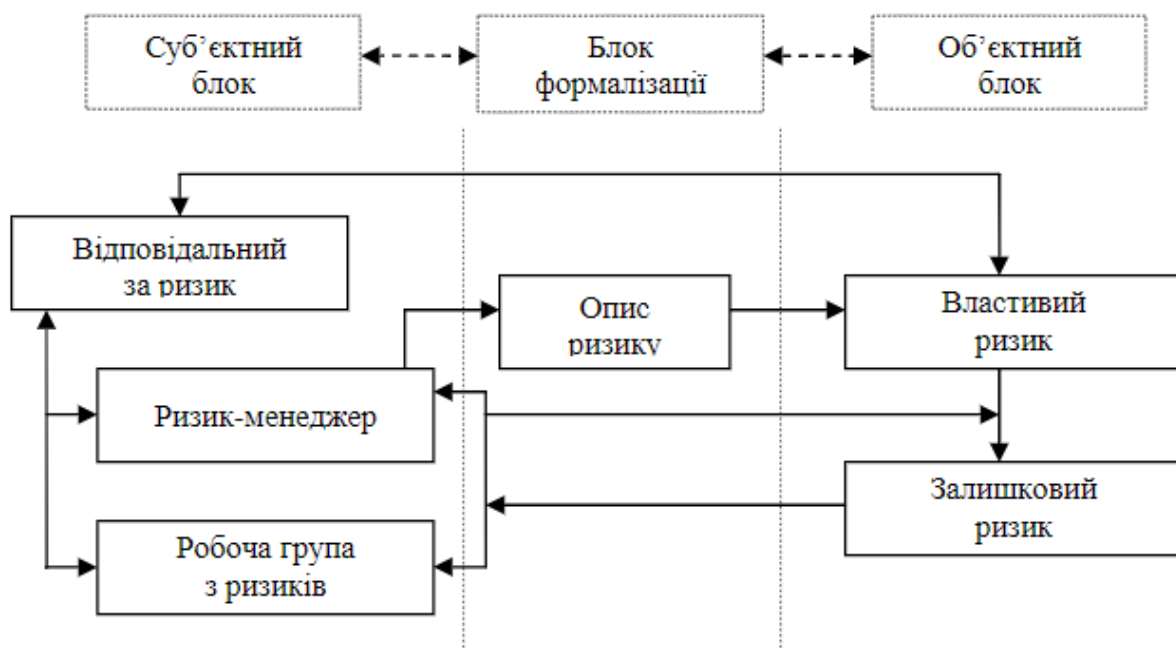 Суб’єктний
блок
Блок
формалізації
Об’єктний
блок
Відповідальний
за ризик
Опис
ризику
Властивий
ризик
Ризик-менеджер
Залишковий
ризик
Робоча група
з ризиків